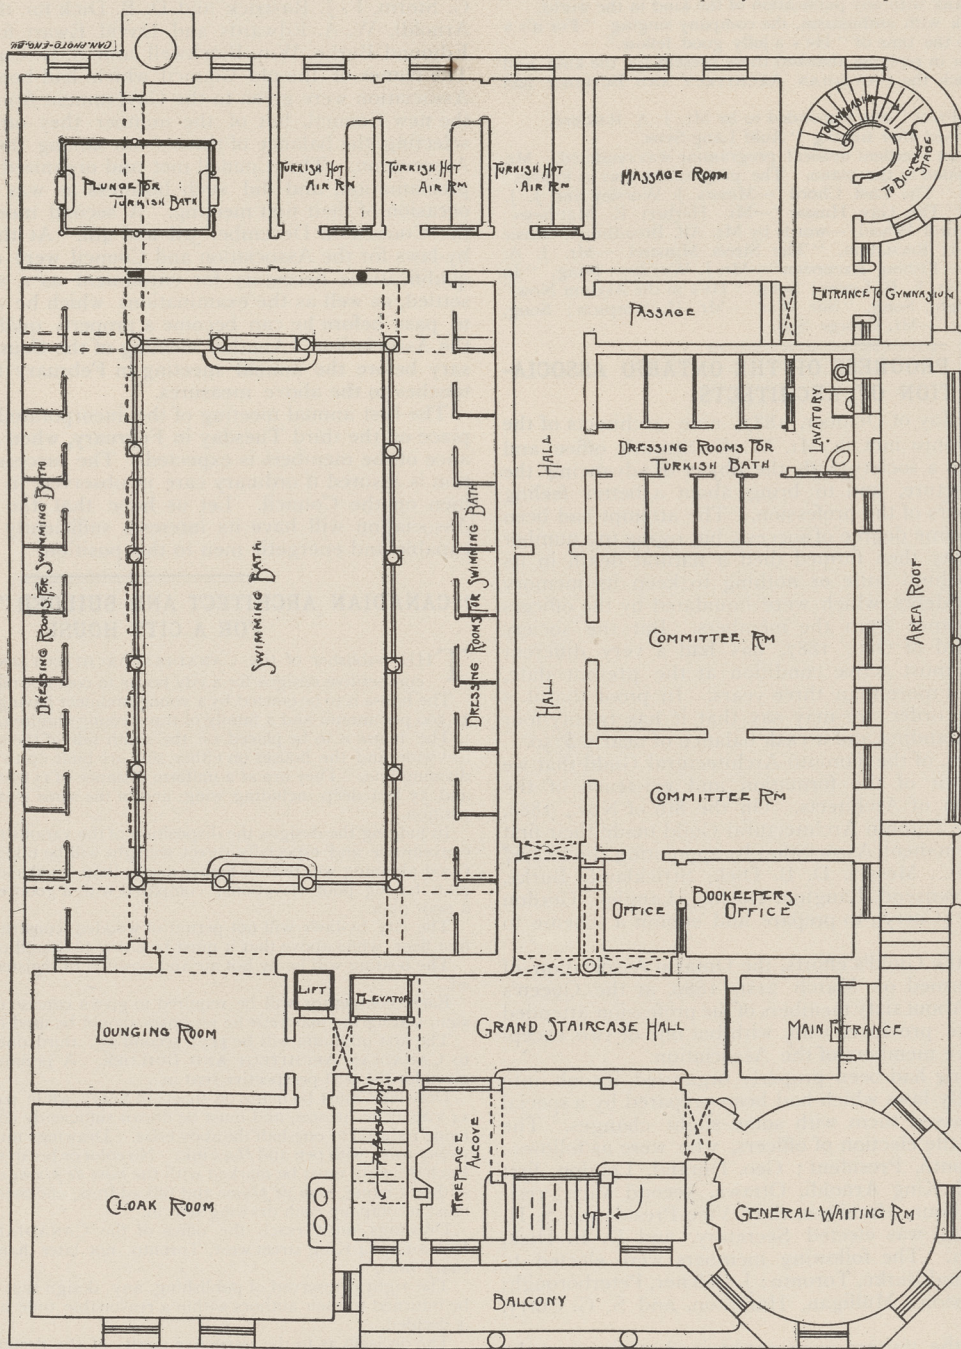 CAN. PHOTO-ENG. BU.
PLUNGE FOR
TURKISH BATH
TURKISH HOT
AIR RM
TURKISH HOT
AIR RM
TURKISH HOT
AIR RM
MASSAGE ROOM
TO GYMNASIUM
TO BICYCLE
STABE
ENTRANCE TO GYMNASIUM
PASSAGE
LAVATORY
DRESSING ROOMS FOR
TURKISH BATH
HALL
DRESSING ROOMS FOR SWIMMING BATH
SWIMMING BATH
DRESSING ROOMS FOR SWIMMING BATH
AREA ROOF
COMMITTEE RM
HALL
COMMITTEE RM
OFFICE
BOOKEEPERS
OFFICE
LIFT
ELEVATOR
LOUNGING ROOM
GRAND STAIRCASE HALL
MAIN ENTRANCE
TO BASEMENT
FIREPLACE
ALCOVE
CLOAK ROOM
GENERAL WAITING RM
BALCONY